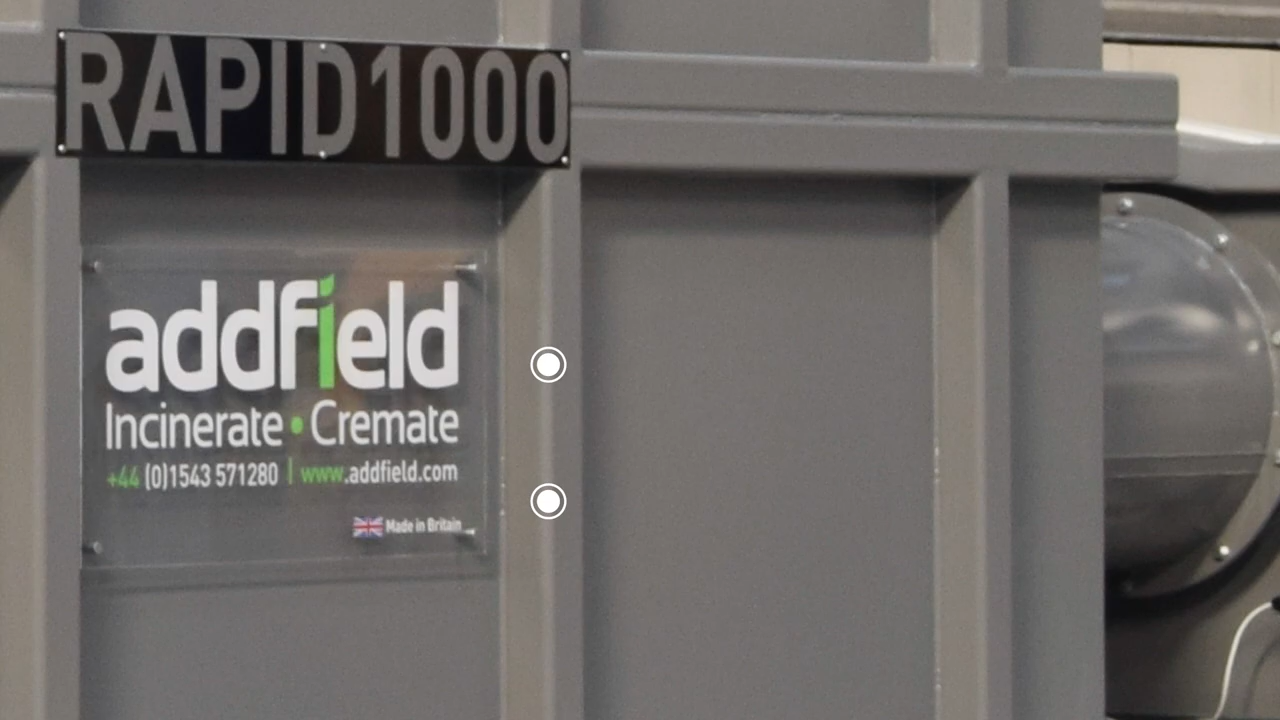 RAPID1000
addfield
Incinerate • Cremate
+44 (0)1543 571280 | www.addfield.com
Made in Britain